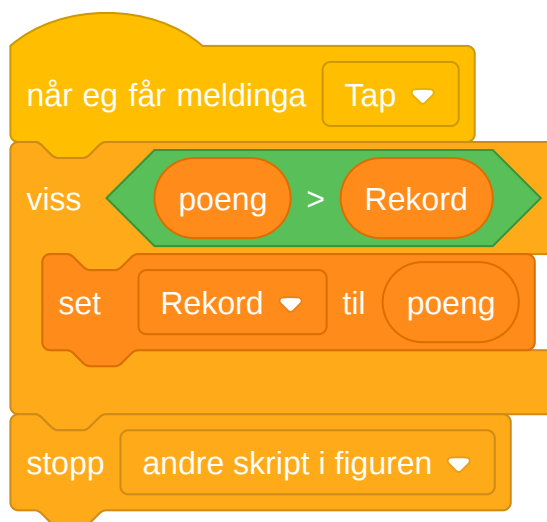 når eg får meldinga Tap
viss poeng > Rekord
set Rekord til poeng
stopp andre skript i figuren